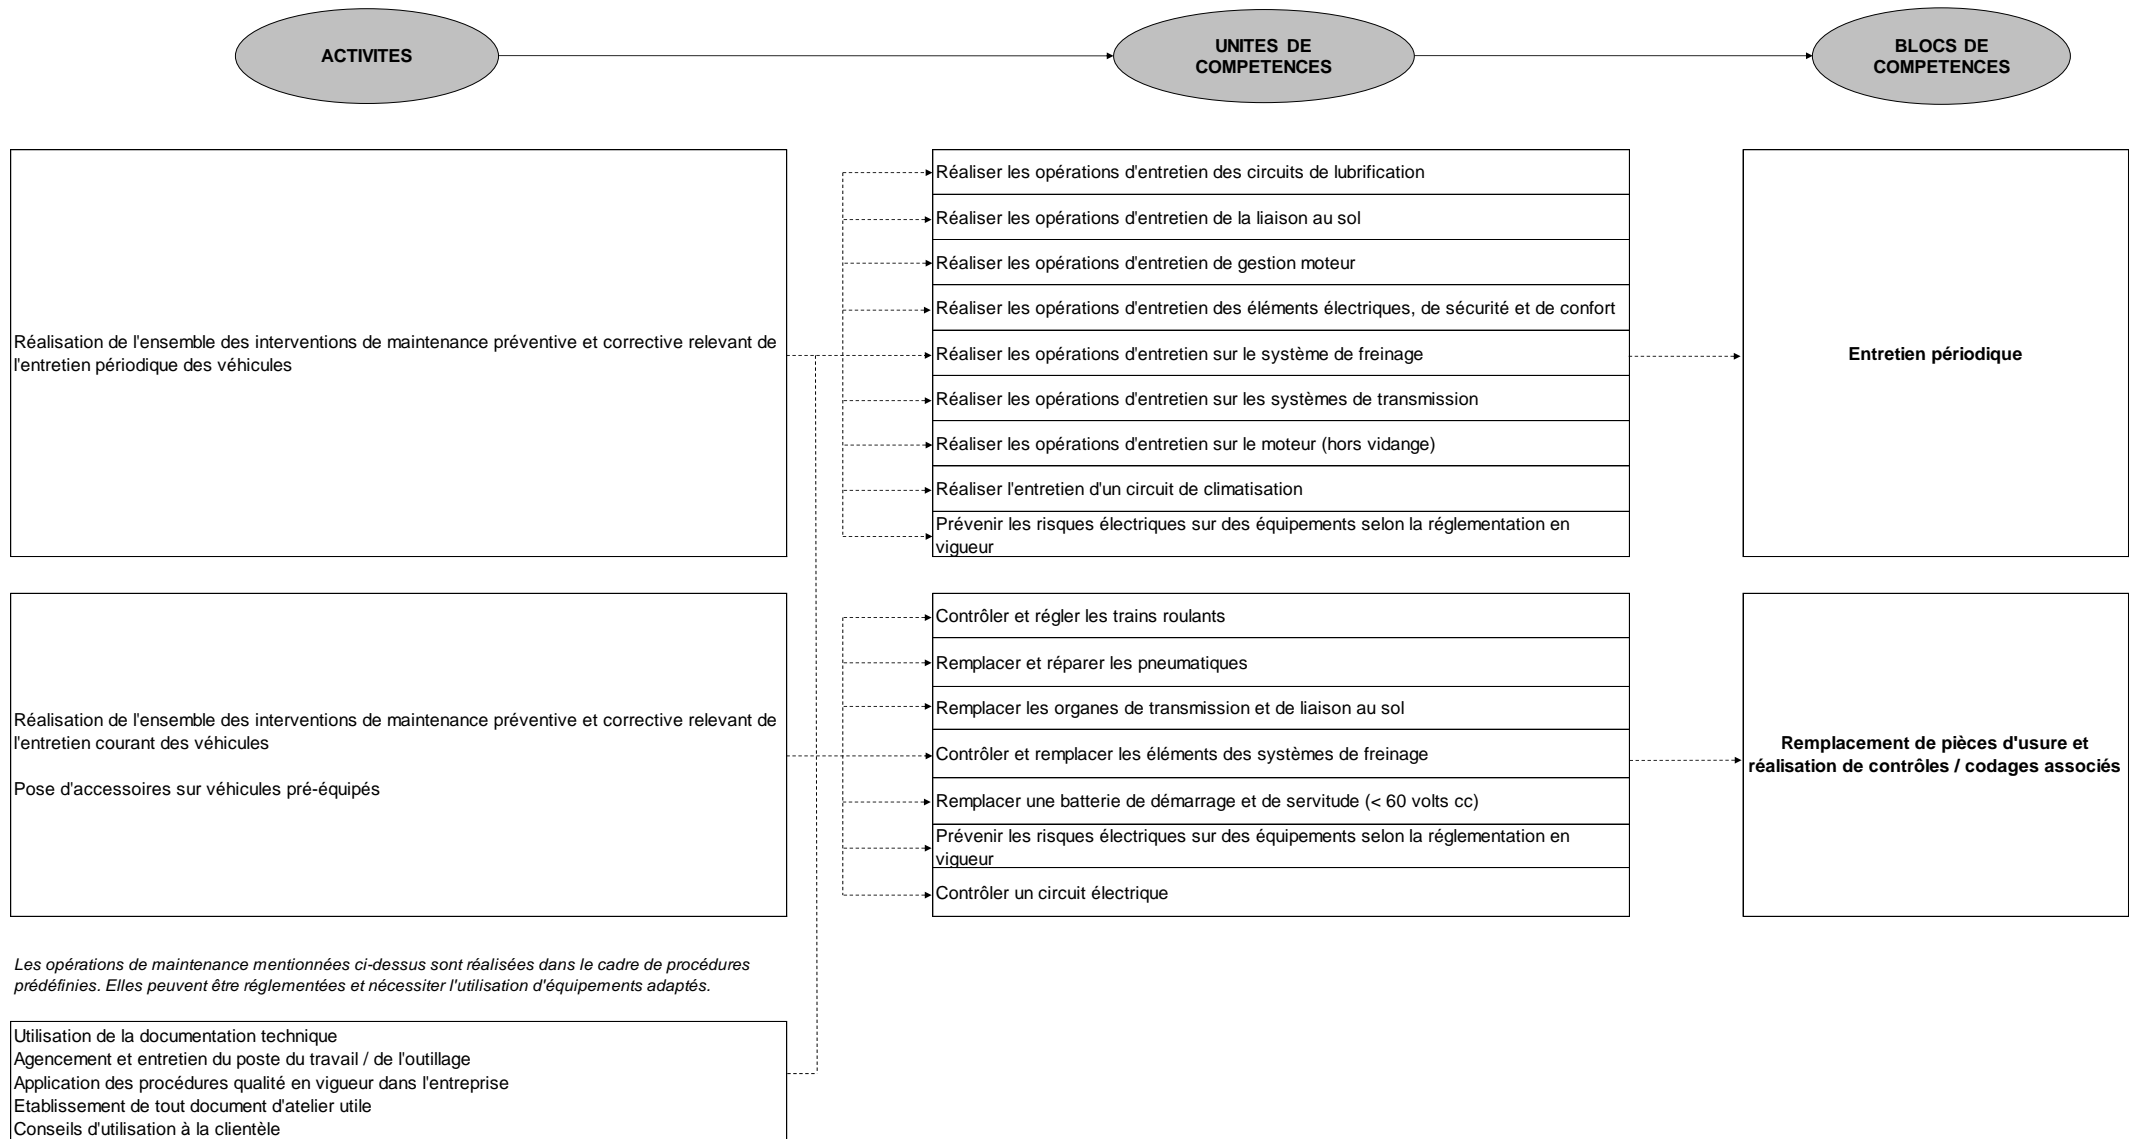 ACTIVITES
UNITES DE
COMPETENCES
BLOCS DE
COMPETENCES
Réalisation de l'ensemble des interventions de maintenance préventive et corrective relevant de
l'entretien périodique des véhicules
Réaliser les opérations d'entretien des circuits de lubrification
Réaliser les opérations d'entretien de la liaison au sol
Réaliser les opérations d'entretien de gestion moteur
Réaliser les opérations d'entretien des éléments électriques, de sécurité et de confort
Réaliser les opérations d'entretien sur le système de freinage
Réaliser les opérations d'entretien sur les systèmes de transmission
Réaliser les opérations d'entretien sur le moteur (hors vidange)
Réaliser l'entretien d'un circuit de climatisation
Prévenir les risques électriques sur des équipements selon la réglementation en
vigueur
Entretien périodique
Réalisation de l'ensemble des interventions de maintenance préventive et corrective relevant de
l'entretien courant des véhicules
Pose d'accessoires sur véhicules pré-équipés
Contrôler et régler les trains roulants
Remplacer et réparer les pneumatiques
Remplacer les organes de transmission et de liaison au sol
Contrôler et remplacer les éléments des systèmes de freinage
Remplacer une batterie de démarrage et de servitude (< 60 volts cc)
Prévenir les risques électriques sur des équipements selon la réglementation en
vigueur
Contrôler un circuit électrique
Remplacement de pièces d'usure et
réalisation de contrôles / codages associés
Les opérations de maintenance mentionnées ci-dessus sont réalisées dans le cadre de procédures
prédéfinies. Elles peuvent être réglementées et nécessiter l'utilisation d'équipements adaptés.
Utilisation de la documentation technique
Agencement et entretien du poste du travail / de l'outillage
Application des procédures qualité en vigueur dans l'entreprise
Etablissement de tout document d'atelier utile
Conseils d'utilisation à la clientèle